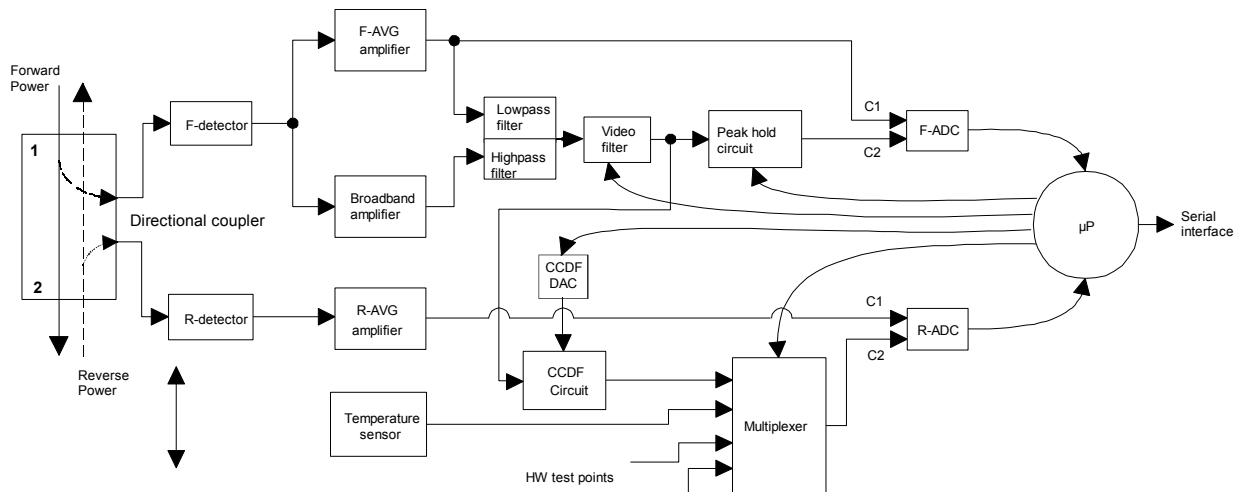 F-AVG
amplifier
Forward
Power
F-detector
Lowpass
filter
Highpass
filter
Video
filter
Peak hold
circuit
C1
C2
F-ADC
1
2
Directional coupler
Broadband
amplifier
µP
Serial
interface
CCDF
DAC
R-detector
R-AVG
amplifier
C1
C2
R-ADC
Reverse
Power
CCDF
Circuit
Temperature
sensor
Multiplexer
HW test points